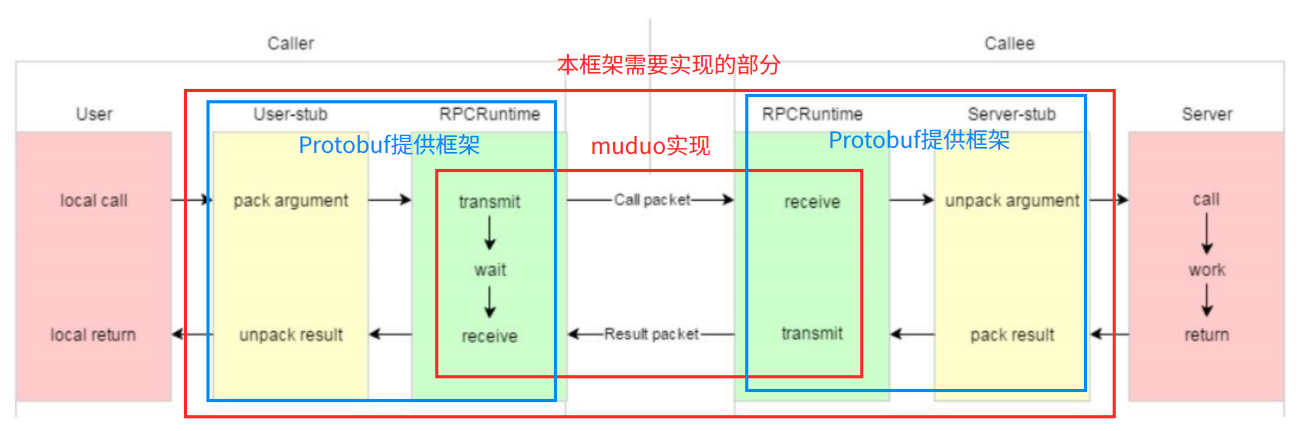 Caller
Callee
本框架需要实现的部分
User
User-stub
RPCRuntime
RPCRuntime
Server-stub
Server
Protobuf提供框架
muduo实现
Protobuf提供框架
local call
pack argument
transmit
Call packet
receive
unpack argument
call
wait
work
local return
unpack result
receive
Result packet
transmit
pack result
return